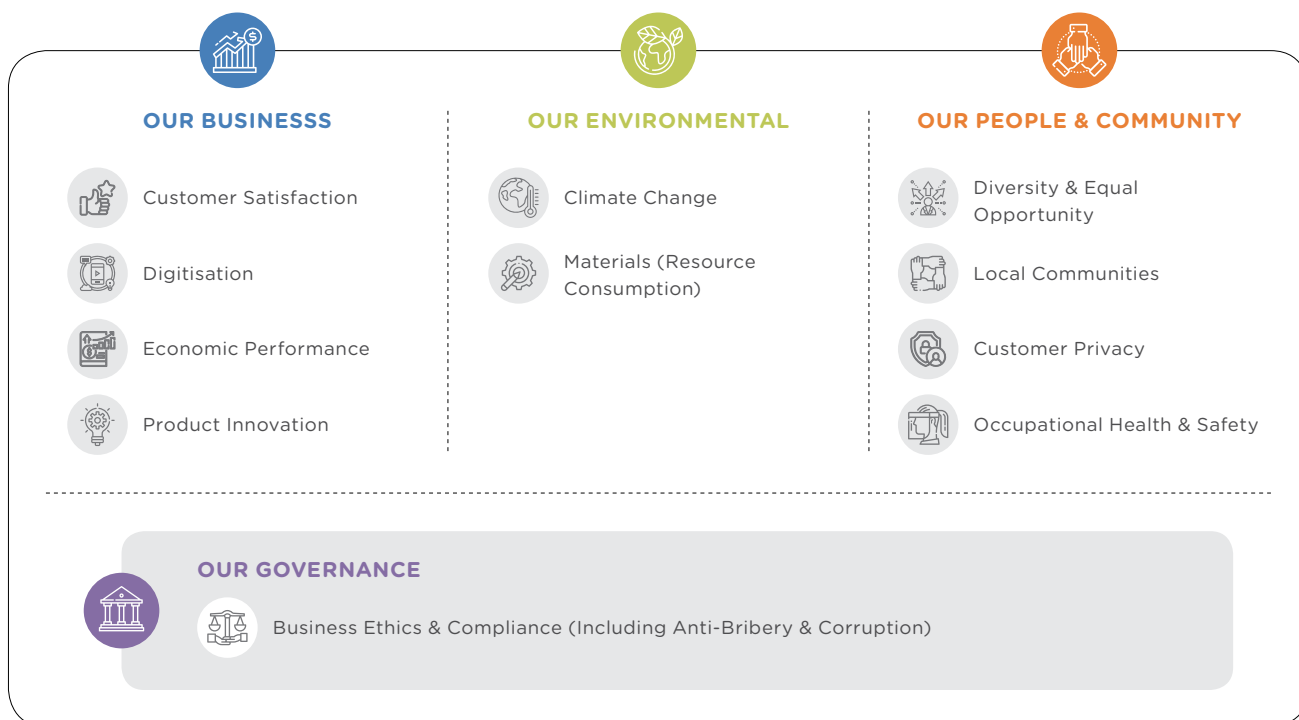 OUR BUSINESSS
Customer Satisfaction
Digitisation
Economic Performance
Product Innovation
OUR ENVIRONMENTAL
Climate Change
Materials (Resource
Consumption)
OUR PEOPLE & COMMUNITY
Diversity & Equal
Opportunity
Local Communities
Customer Privacy
Occupational Health & Safety
OUR GOVERNANCE
Business Ethics & Compliance (Including Anti-Bribery & Corruption)